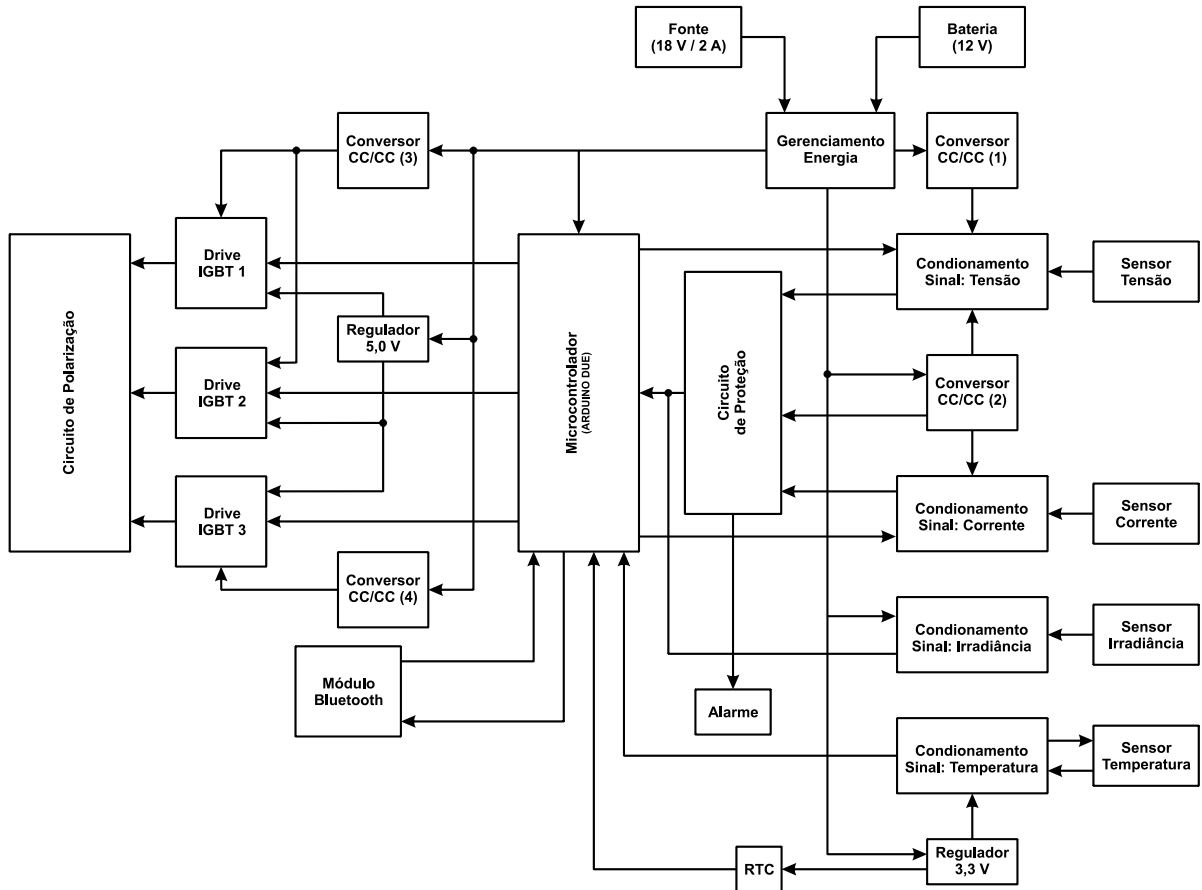 Fonte
(18 V / 2 A)
Bateria
(12 V)
Conversor
CC/CC (3)
Gerenciamento
Energia
Conversor
CC/CC (1)
Circuito de Polarização
Drive
IGBT 1
Microcontrolador
(ARDUINO DUE)
Condionamento
Sinal: Tensão
Sensor
Tensão
Regulador
5,0 V
Circuito
de Proteção
Drive
IGBT 2
Conversor
CC/CC (2)
Drive
IGBT 3
Condionamento
Sinal: Corrente
Sensor
Corrente
Conversor
CC/CC (4)
Condionamento
Sinal: Irradiância
Sensor
Irradiância
Módulo
Bluetooth
Alarme
Condionamento
Sinal: Temperatura
Sensor
Temperatura
RTC
Regulador
3,3 V